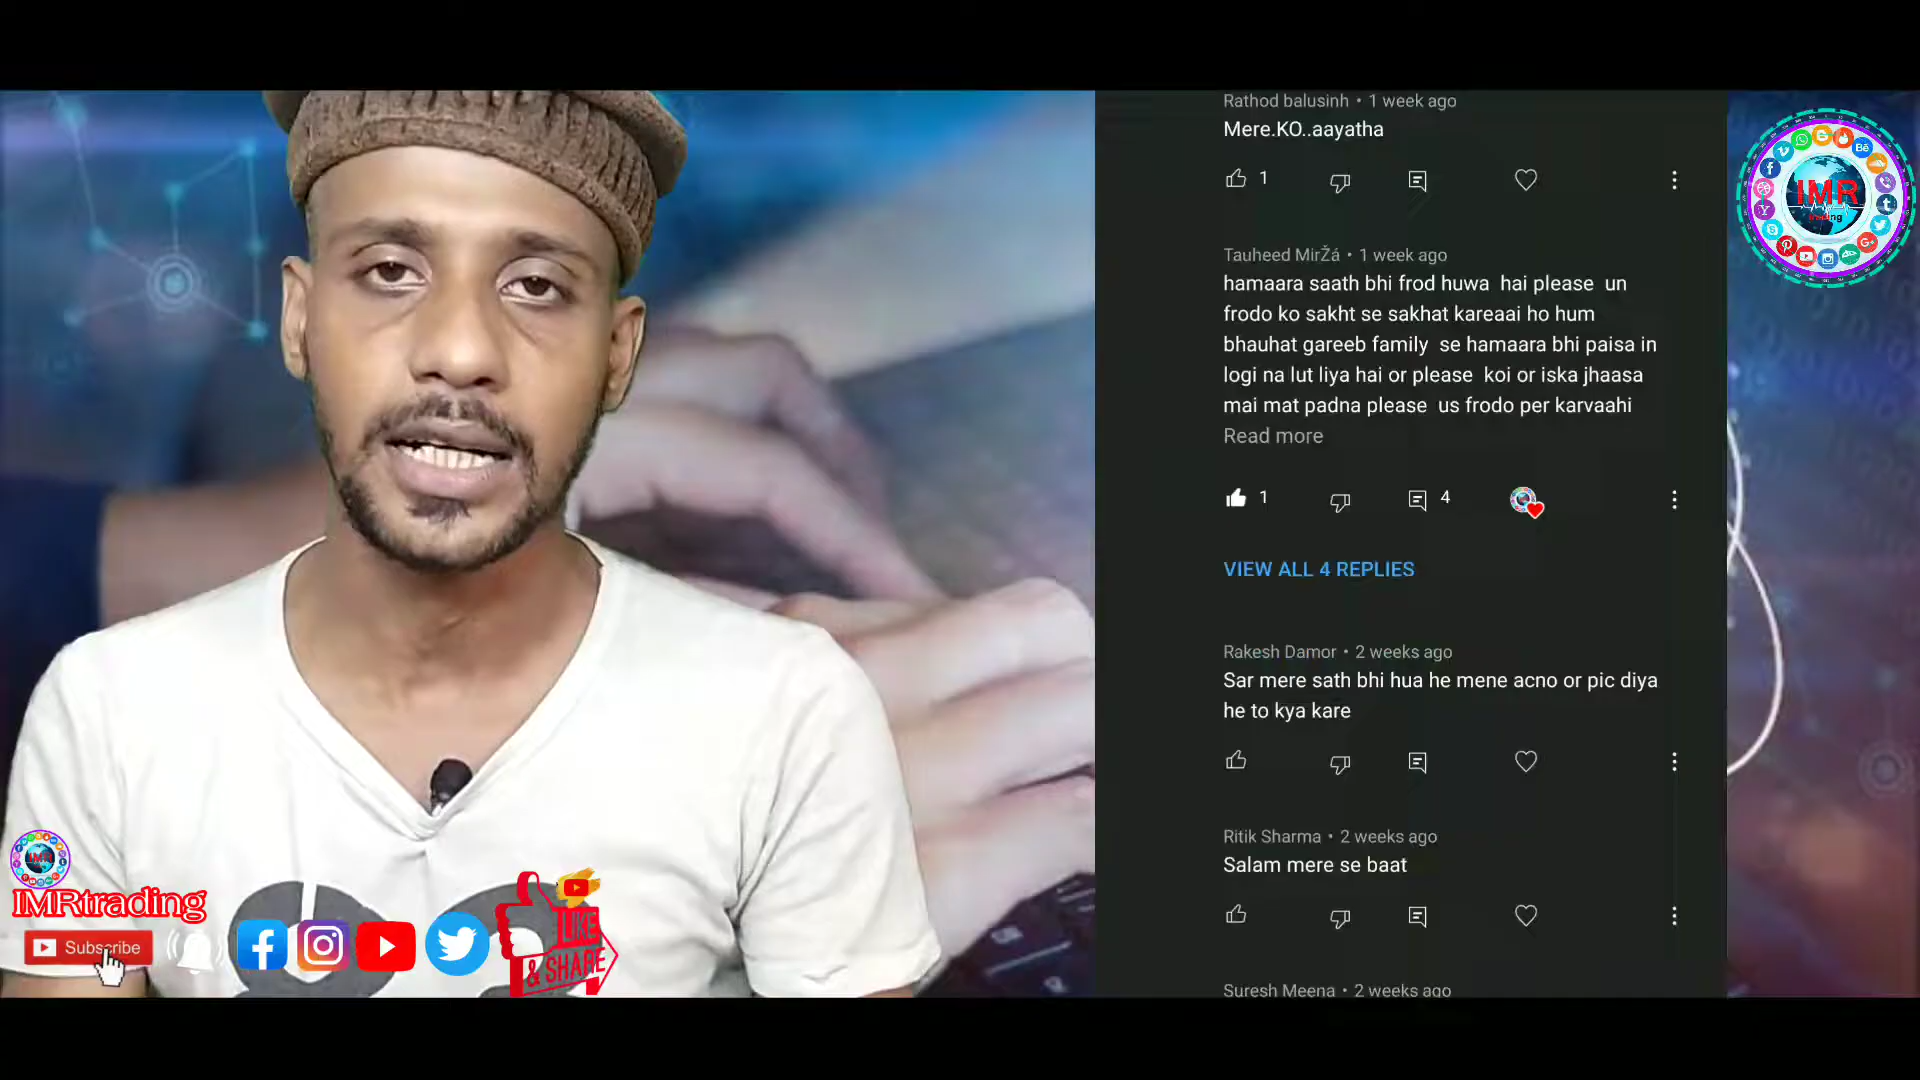 Rathod balusinh • 1 week ago
Mere.KO..aayatha
1
IMR
trading
Tauheed MirŽá • 1 week ago
hamaara saath bhi frod huwa hai please un
frodo ko sakht se sakhat kareaai ho hum
bhauhat gareeb family se hamaara bhi paisa in
logi na lut liya hai or please koi or iska jhaasa
mai mat padna please us frodo per karvaahi
Read more
1
4
VIEW ALL 4 REPLIES
Rakesh Damor • 2 weeks ago
Sar mere sath bhi hua he mene acno or pic diya
he to kya kare
Ritik Sharma • 2 weeks ago
Salam mere se baat
Suresh Meena • 2 weeks ago
IMR
IMRtrading
Subscribe
LIKE
& SHARE